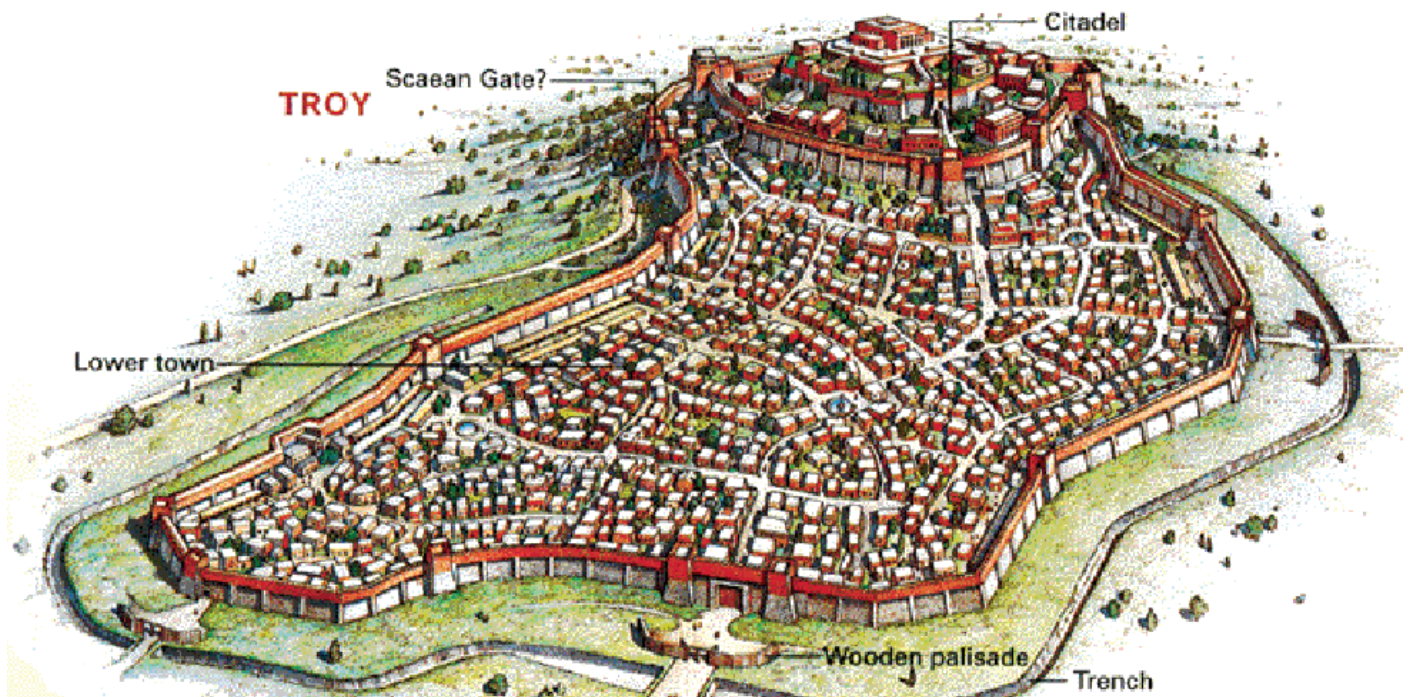 Citadel
Scaean Gate?
TROY
Lower town
Wooden palisade
Trench